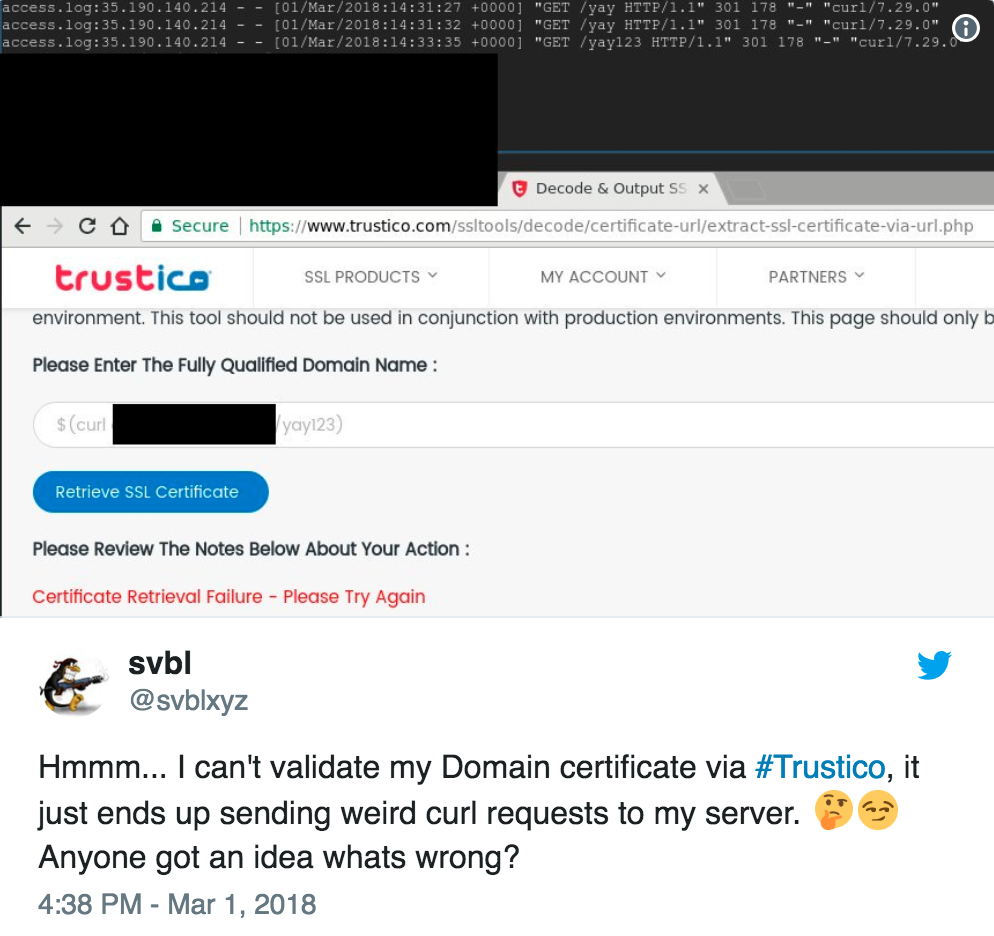 access.log:35.190.140.214 - - [01/Mar/2018:14:31:27 +0000] "GET /yay HTTP/1.1" 301 178 "-" "curl/7.29.0"
access.log:35.190.140.214 - - [01/Mar/2018:14:31:32 +0000] "GET /yay HTTP/1.1" 301 178 "-" "curl/7.29.0"
access.log:35.190.140.214 - - [01/Mar/2018:14:33:35 +0000] "GET /yay123 HTTP/1.1" 301 178 "-" "curl/7.29.0
Decode & Output SS
Secure | https://www.trustico.com/ssltools/decode/certificate-url/extract-ssl-certificate-via-url.php
trustico SSL PRODUCTS MY ACCOUNT PARTNERS
environment. This tool should not be used in conjunction with production environments. This page should only b
Please Enter The Fully Qualified Domain Name :
$(curl /yay123)
Retrieve SSL Certificate
Please Review The Notes Below About Your Action :
Certificate Retrieval Failure - Please Try Again
svbl
@svblxyz
Hmmm... I can't validate my Domain certificate via #Trustico, it
just ends up sending weird curl requests to my server. 🤔😏
Anyone got an idea whats wrong?
4:38 PM - Mar 1, 2018